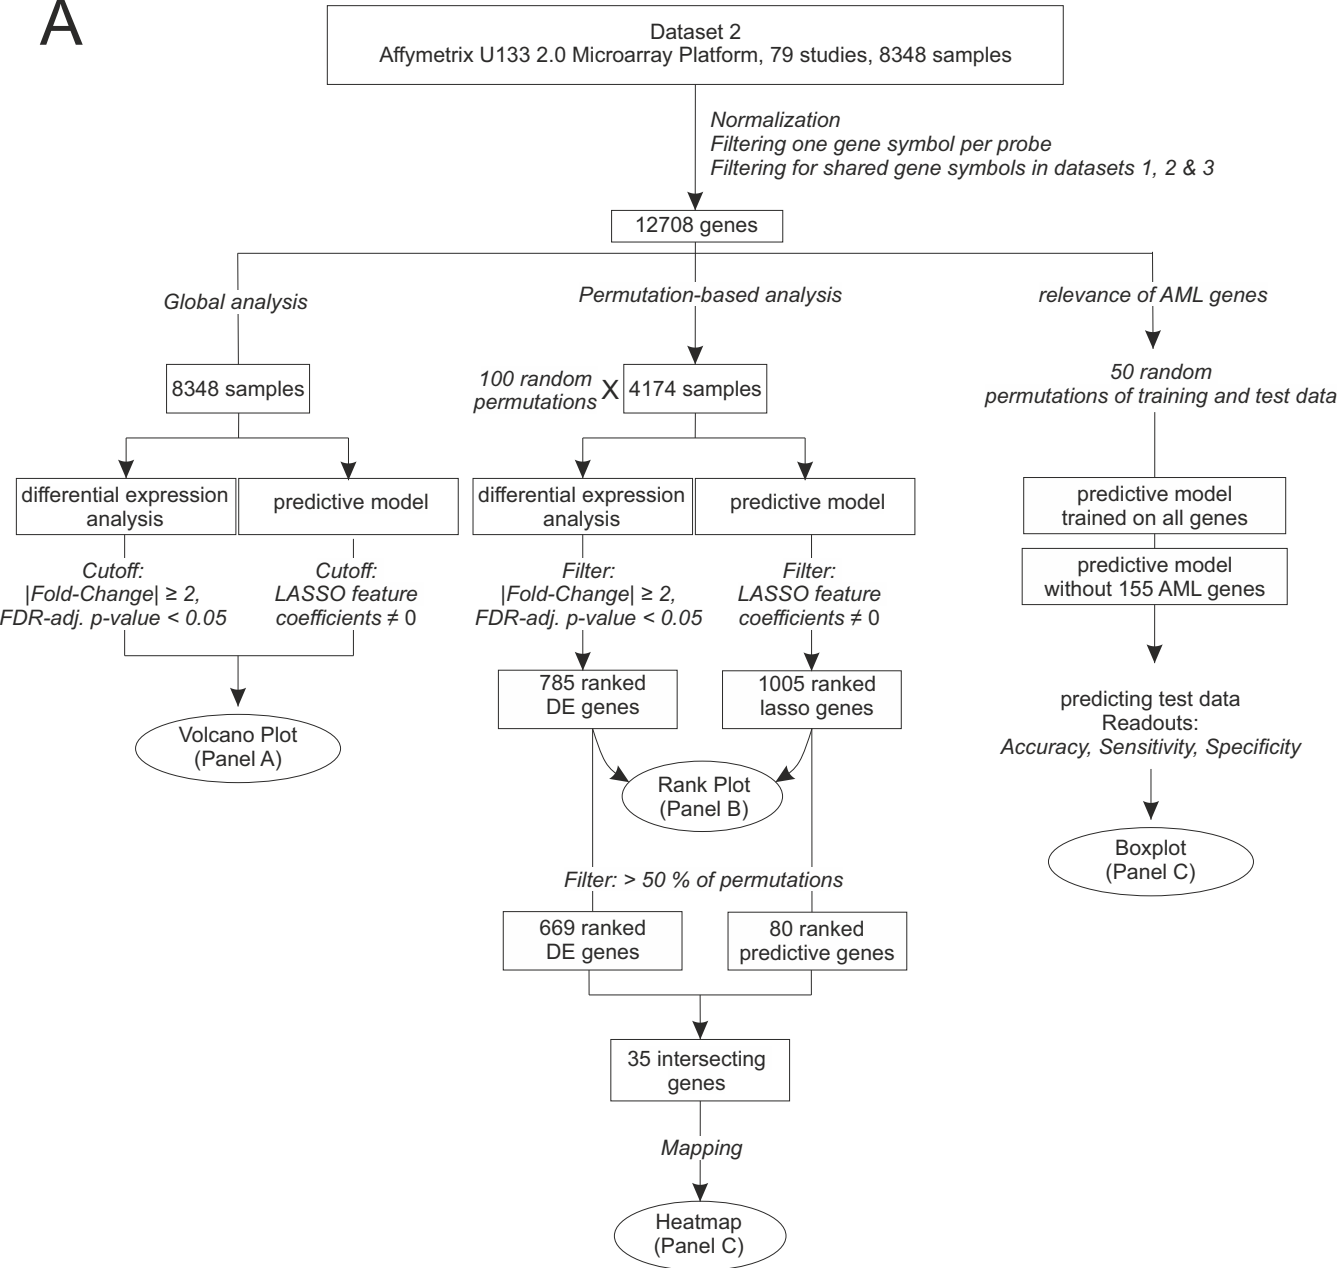 A
Dataset 2
Affymetrix U133 2.0 Microarray Platform, 79 studies, 8348 samples
Normalization
Filtering one gene symbol per probe
Filtering for shared gene symbols in datasets 1, 2 & 3
12708 genes
Global analysis
Permutation-based analysis
relevance of AML genes
8348 samples
100 random
permutations
X
4174 samples
50 random
permutations of training and test data
differential expression
analysis
predictive model
differential expression
analysis
predictive model
predictive model
trained on all genes
predictive model
without 155 AML genes
Cutoff:
|Fold-Change| ≥ 2,
FDR-adj. p-value < 0.05
Cutoff:
LASSO feature
coefficients ≠ 0
Filter:
|Fold-Change| ≥ 2,
FDR-adj. p-value < 0.05
Filter:
LASSO feature
coefficients ≠ 0
785 ranked
DE genes
1005 ranked
lasso genes
predicting test data
Readouts:
Accuracy, Sensitivity, Specificity
Volcano Plot
(Panel A)
Rank Plot
(Panel B)
Boxplot
(Panel C)
Filter: > 50 % of permutations
669 ranked
DE genes
80 ranked
predictive genes
35 intersecting
genes
Mapping
Heatmap
(Panel C)